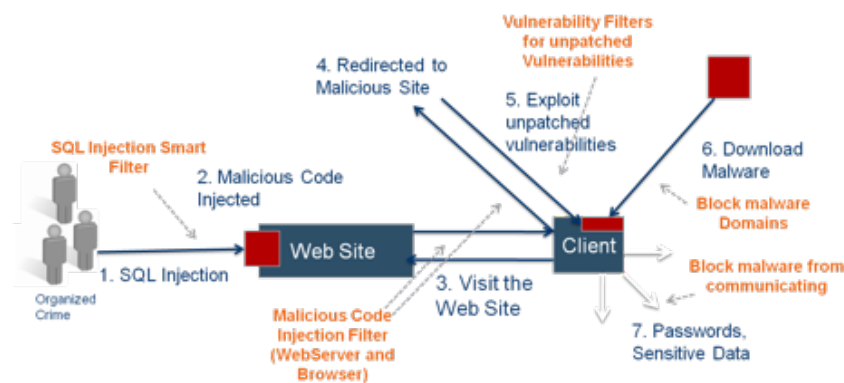 Vulnerability Filters
for unpatched
Vulnerabilities
4. Redirected to
Malicious Site
5. Exploit
unpatched
vulnerabilities
SQL Injection Smart
Filter
2. Malicious Code
Injected
6. Download
Malware
Block malware
Domains
Web Site
Client
1. SQL Injection
3. Visit the
Web Site
Block malware from
communicating
Organized
Crime
Malicious Code
Injection Filter
(WebServer and
Browser)
7. Passwords,
Sensitive Data